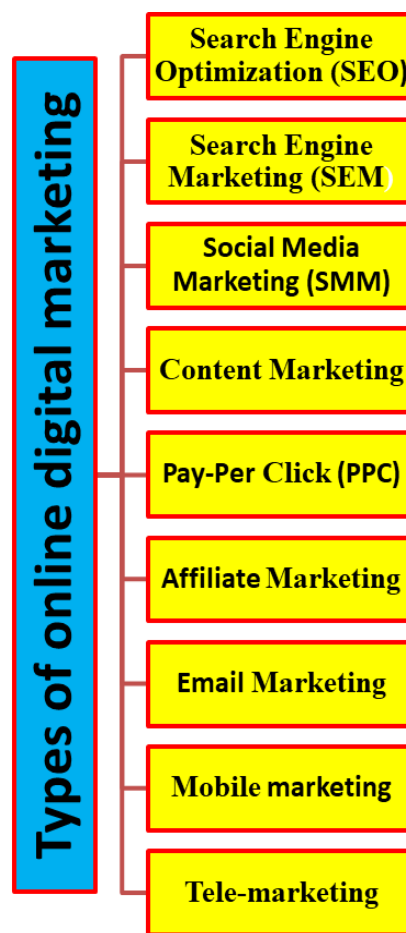 Types of online digital marketing
Search Engine
Optimization (SEO)
Search Engine
Marketing (SEM)
Social Media
Marketing (SMM)
Content Marketing
Pay-Per Click (PPC)
Affiliate Marketing
Email Marketing
Mobile marketing
Tele-marketing